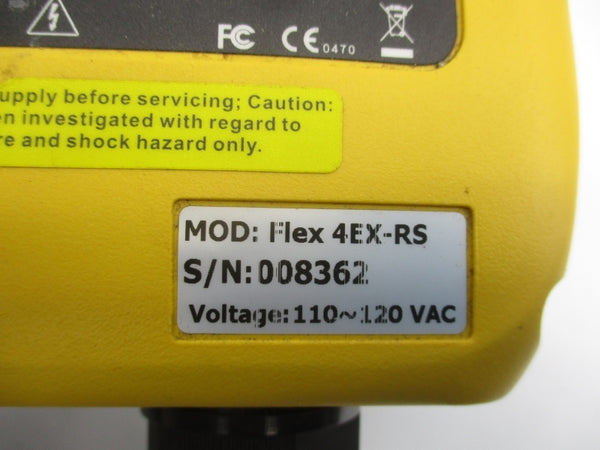 FC CE 0470
upply before servicing; Caution:
en investigated with regard to
re and shock hazard only.
MOD: Flex 4EX-RS
S/N: 008362
Voltage: 110~120 VAC